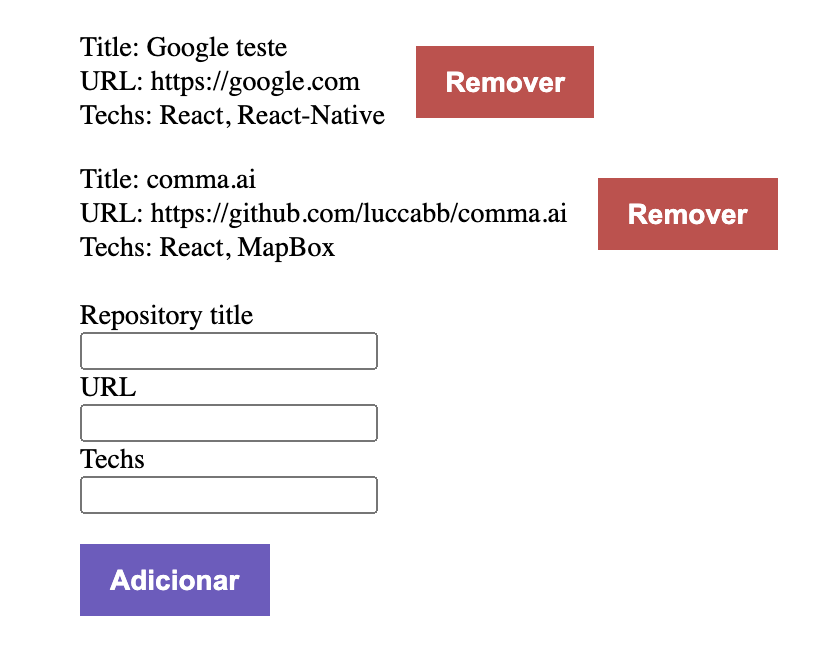 Title: Google teste
URL: https://google.com
Techs: React, React-Native
Remover
Title: comma.ai
URL: https://github.com/luccabb/comma.ai
Techs: React, MapBox
Remover
Repository title
URL
Techs
Adicionar